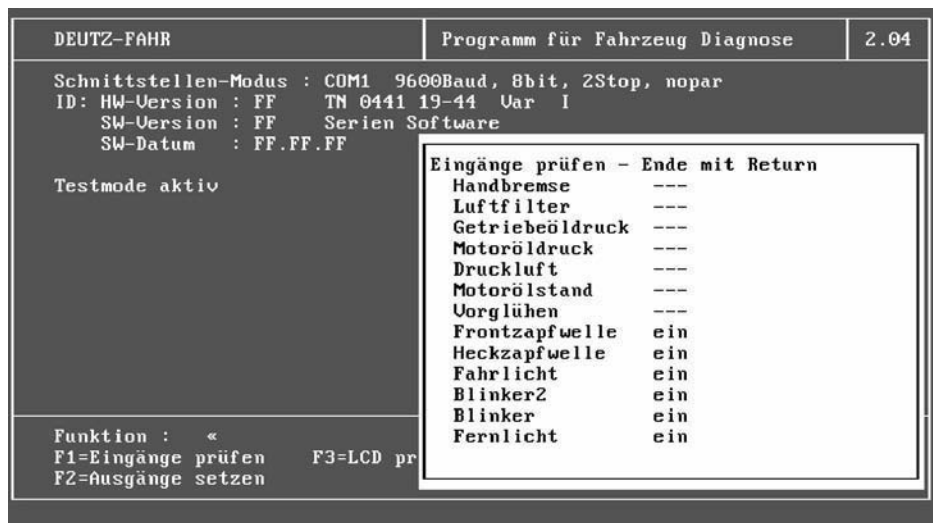 DEUTZ-FAHR Programm für Fahrzeug Diagnose 2.04
Schnittstellen-Modus : COM1 9600Baud, 8bit, 2Stop, nopar
ID: HW-Version : FF TN 0441 19-44 Var I
SW-Version : FF Serien Software
SW-Datum : FF.FF.FF
Testmode aktiv
Eingänge prüfen - Ende mit Return
Handbremse ---
Luftfilter ---
Getriebeöldruck ---
Motoröldruck ---
Druckluft ---
Motorölstand ---
Vorglühen ---
Frontzapfwelle ein
Heckzapfwelle ein
Fahrlicht ein
Blinker2 ein
Blinker ein
Fernlicht ein
Funktion : «
F1=Eingänge prüfen F3=LCD pr
F2=Ausgänge setzen